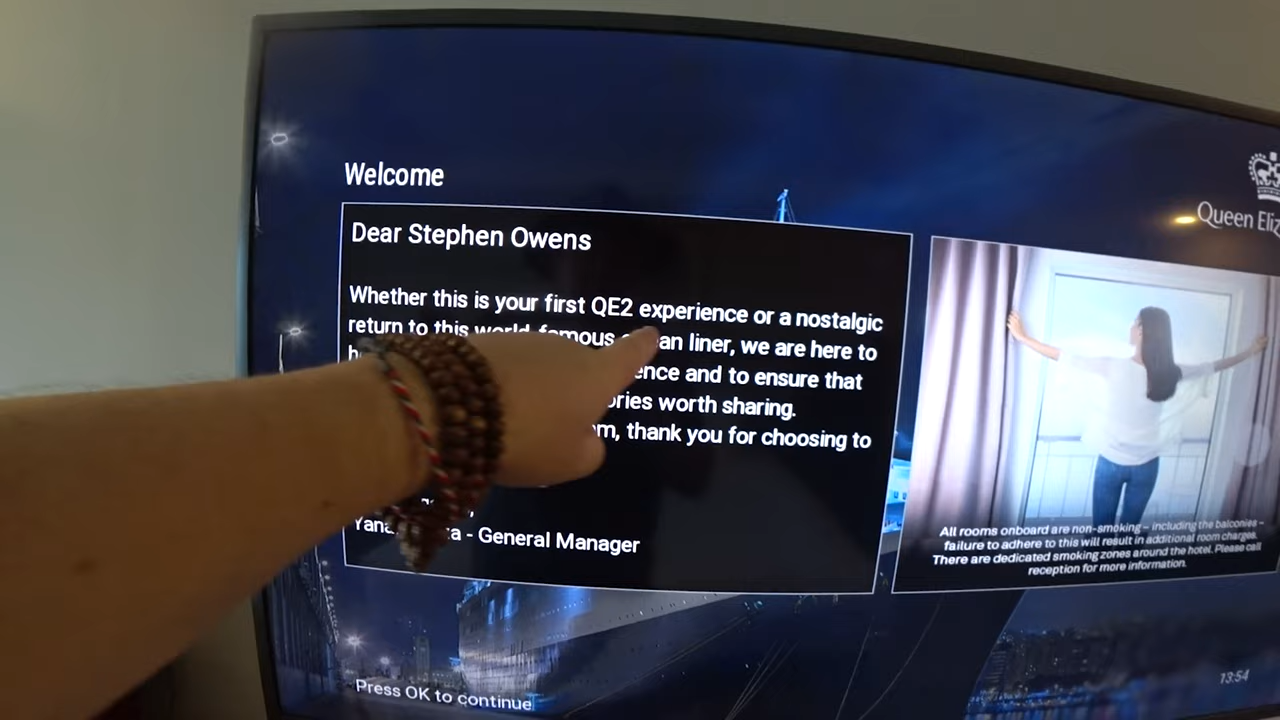 Welcome
Dear Stephen Owens
Whether this is your first QE2 experience or a nostalgic
return to this world famous liner, we are here to
and to ensure that
worth sharing.
thank you for choosing to
- General Manager
Press OK to continue
Queen
All rooms onboard are non-smoking – including the balconies –
failure to adhere to this will result in additional room charges.
There are dedicated smoking zones around the hotel. Please call
reception for more information.
13:54